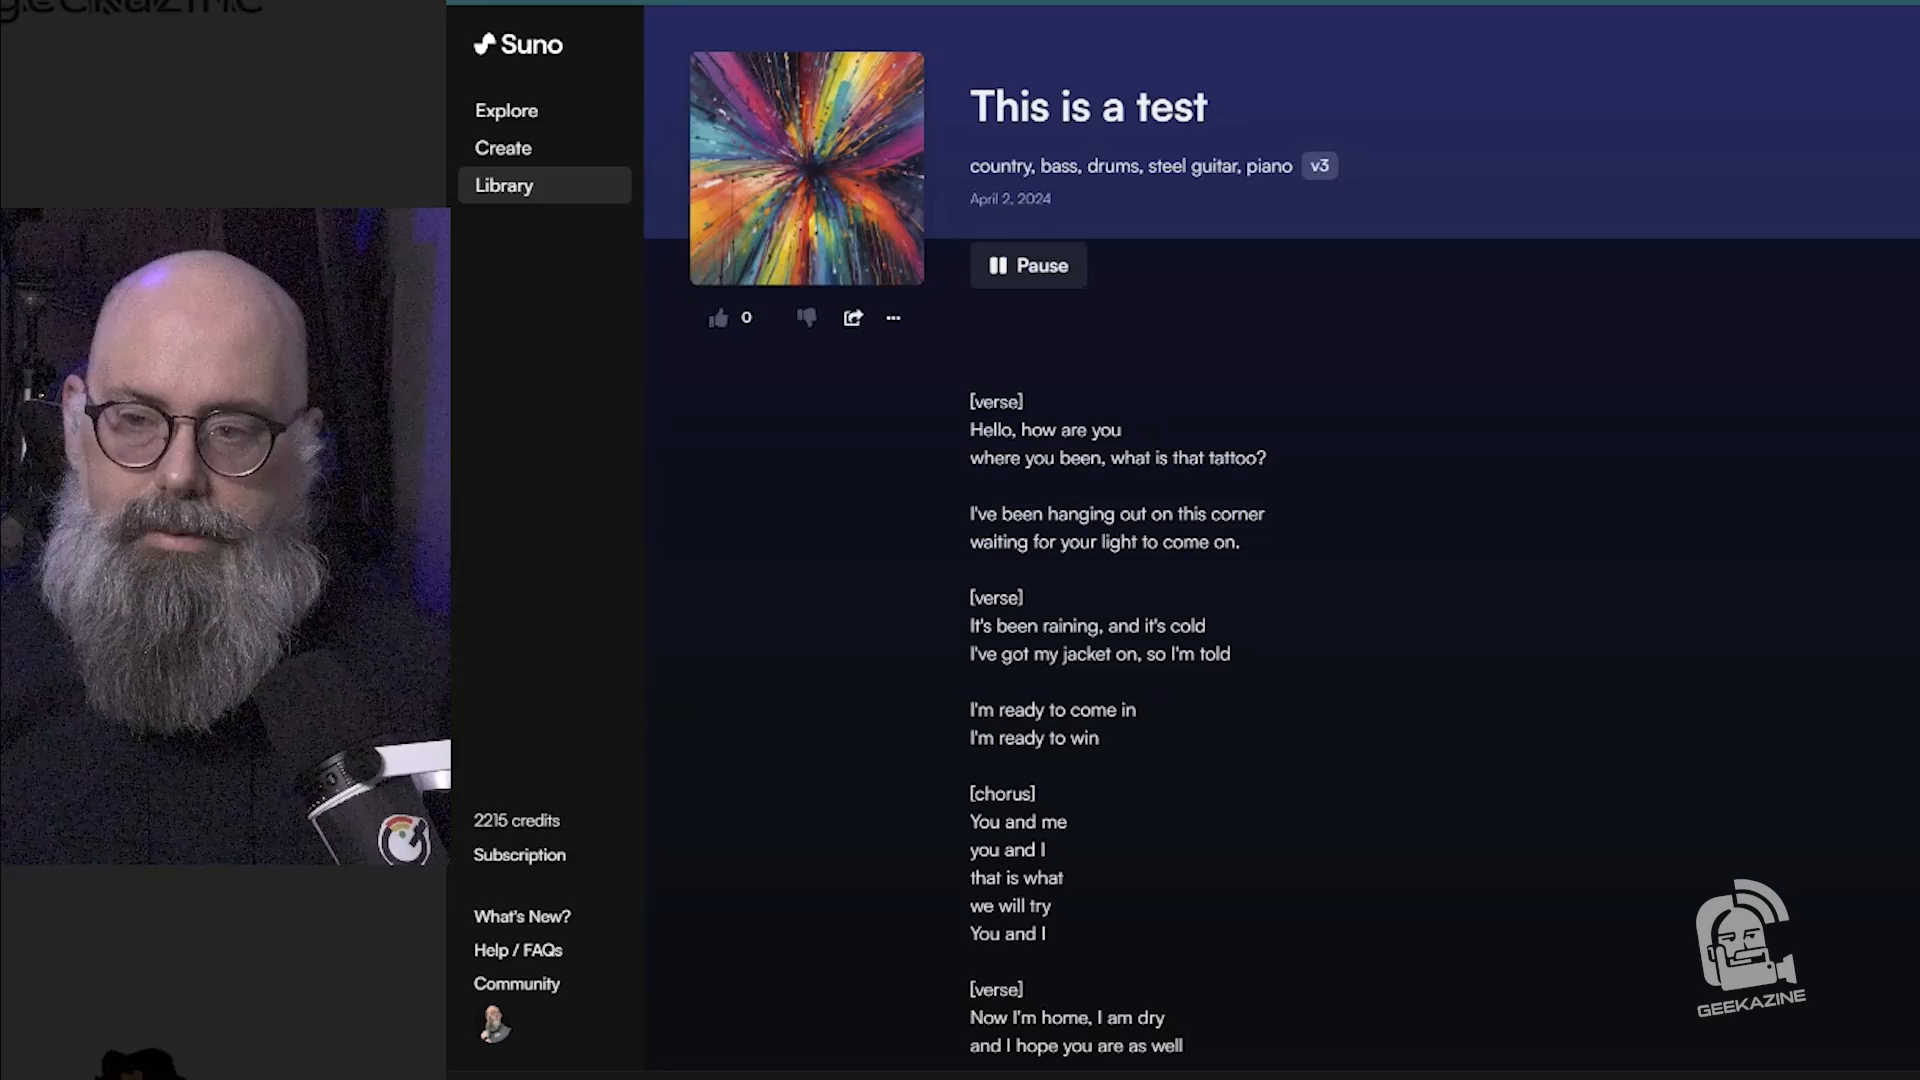 geekazine
Suno
Explore
Create
Library
2215 credits
Subscription
What's New?
Help / FAQs
Community
This is a test
country, bass, drums, steel guitar, piano v3
April 2, 2024
Pause
0
[verse]
Hello, how are you
where you been, what is that tattoo?
I've been hanging out on this corner
waiting for your light to come on.
[verse]
It's been raining, and it's cold
I've got my jacket on, so I'm told
I'm ready to come in
I'm ready to win
[chorus]
You and me
you and I
that is what
we will try
You and I
[verse]
Now I'm home, I am dry
and I hope you are as well
GEEKAZINE